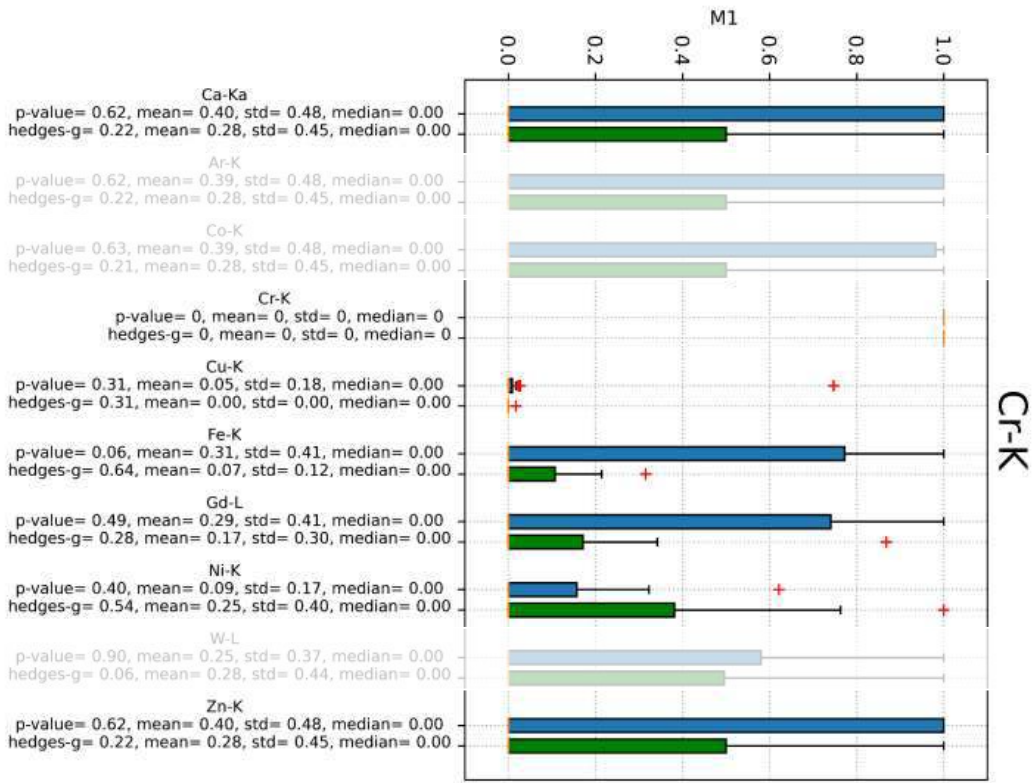 M1
0.0
0.2
0.4
0.6
0.8
1.0
Ca-Ka
p-value= 0.62, mean= 0.40, std= 0.48, median= 0.00
hedges-g= 0.22, mean= 0.28, std= 0.45, median= 0.00
Ar-K
p-value= 0.62, mean= 0.39, std= 0.48, median= 0.00
hedges-g= 0.22, mean= 0.28, std= 0.45, median= 0.00
Co-K
p-value= 0.63, mean= 0.39, std= 0.48, median= 0.00
hedges-g= 0.21, mean= 0.28, std= 0.45, median= 0.00
Cr-K
p-value= 0, mean= 0, std= 0, median= 0
hedges-g= 0, mean= 0, std= 0, median= 0
Cu-K
p-value= 0.31, mean= 0.05, std= 0.18, median= 0.00
hedges-g= 0.31, mean= 0.00, std= 0.00, median= 0.00
Fe-K
p-value= 0.06, mean= 0.31, std= 0.41, median= 0.00
hedges-g= 0.64, mean= 0.07, std= 0.12, median= 0.00
Gd-L
p-value= 0.49, mean= 0.29, std= 0.41, median= 0.00
hedges-g= 0.28, mean= 0.17, std= 0.30, median= 0.00
Ni-K
p-value= 0.40, mean= 0.09, std= 0.17, median= 0.00
hedges-g= 0.54, mean= 0.25, std= 0.40, median= 0.00
W-L
p-value= 0.90, mean= 0.25, std= 0.37, median= 0.00
hedges-g= 0.06, mean= 0.28, std= 0.44, median= 0.00
Zn-K
p-value= 0.62, mean= 0.40, std= 0.48, median= 0.00
hedges-g= 0.22, mean= 0.28, std= 0.45, median= 0.00
Cr-K